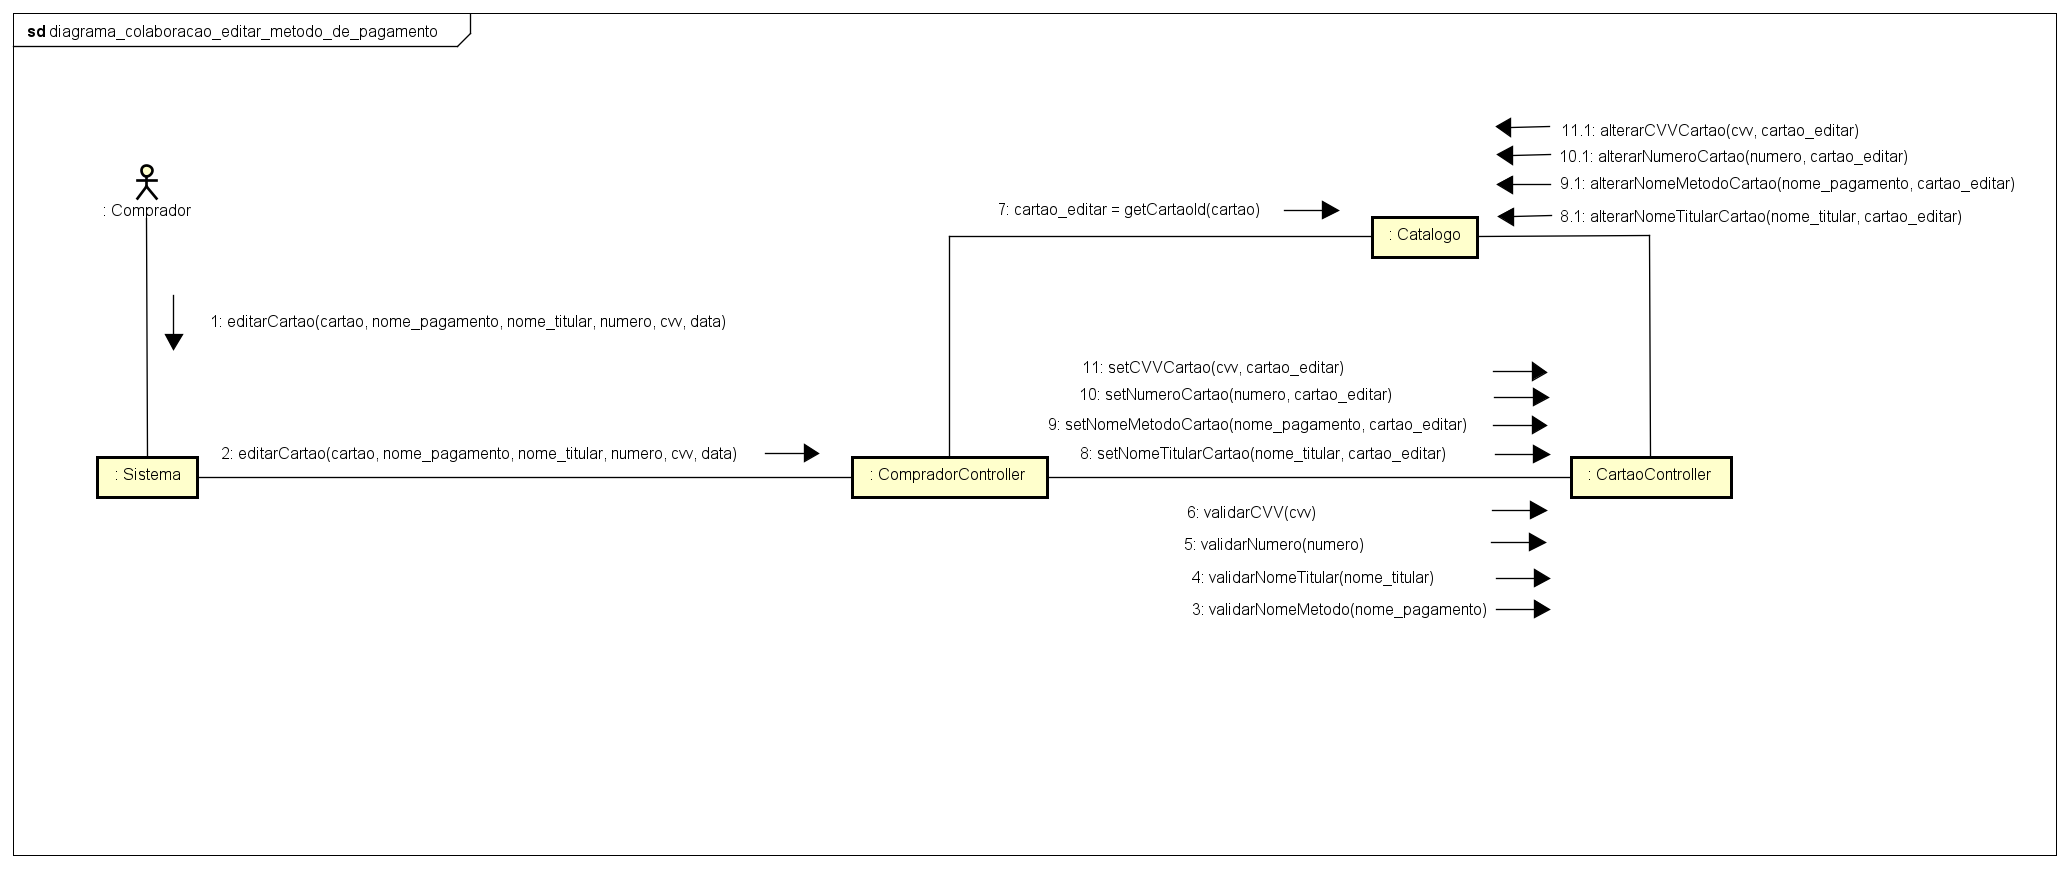 sd diagrama_colaboracao_editar_metodo_de_pagamento
11.1: alterarCVVCartao(cvv, cartao_editar)
10.1: alterarNumeroCartao(numero, cartao_editar)
9.1: alterarNomeMetodoCartao(nome_pagamento, cartao_editar)
: Comprador
7: cartao_editar = getCartaoId(cartao)
8.1: alterarNomeTitularCartao(nome_titular, cartao_editar)
: Catalogo
1: editarCartao(cartao, nome_pagamento, nome_titular, numero, cvv, data)
11: setCVVCartao(cvv, cartao_editar)
10: setNumeroCartao(numero, cartao_editar)
9: setNomeMetodoCartao(nome_pagamento, cartao_editar)
2: editarCartao(cartao, nome_pagamento, nome_titular, numero, cvv, data)
8: setNomeTitularCartao(nome_titular, cartao_editar)
: Sistema
: CompradorController
: CartaoController
6: validarCVV(cvv)
5: validarNumero(numero)
4: validarNomeTitular(nome_titular)
3: validarNomeMetodo(nome_pagamento)